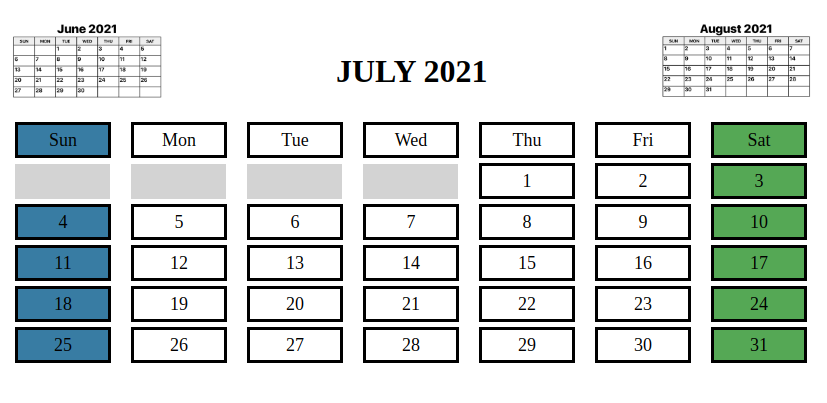 June 2021
SUN MON TUE WED THU FRI SAT
1 2 3 4 5
6 7 8 9 10 11 12
13 14 15 16 17 18 19
20 21 22 23 24 25 26
27 28 29 30
JULY 2021
August 2021
SUN MON TUE WED THU FRI SAT
1 2 3 4 5 6 7
8 9 10 11 12 13 14
15 16 17 18 19 20 21
22 23 24 25 26 27 28
29 30 31
Sun Mon Tue Wed Thu Fri Sat
1 2 3
4 5 6 7 8 9 10
11 12 13 14 15 16 17
18 19 20 21 22 23 24
25 26 27 28 29 30 31